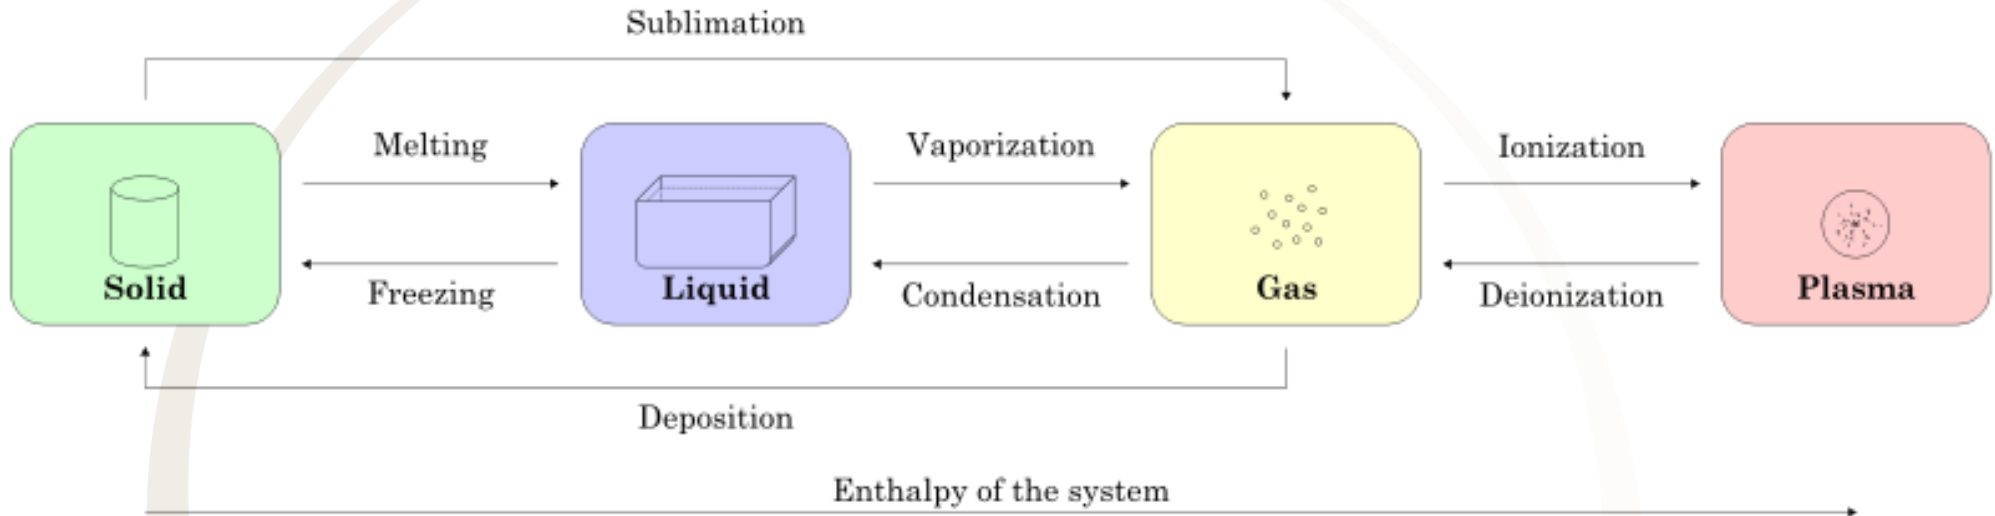 Sublimation
Melting
Vaporization
Ionization
Solid
Liquid
Gas
Plasma
Freezing
Condensation
Deionization
Deposition
Enthalpy of the system